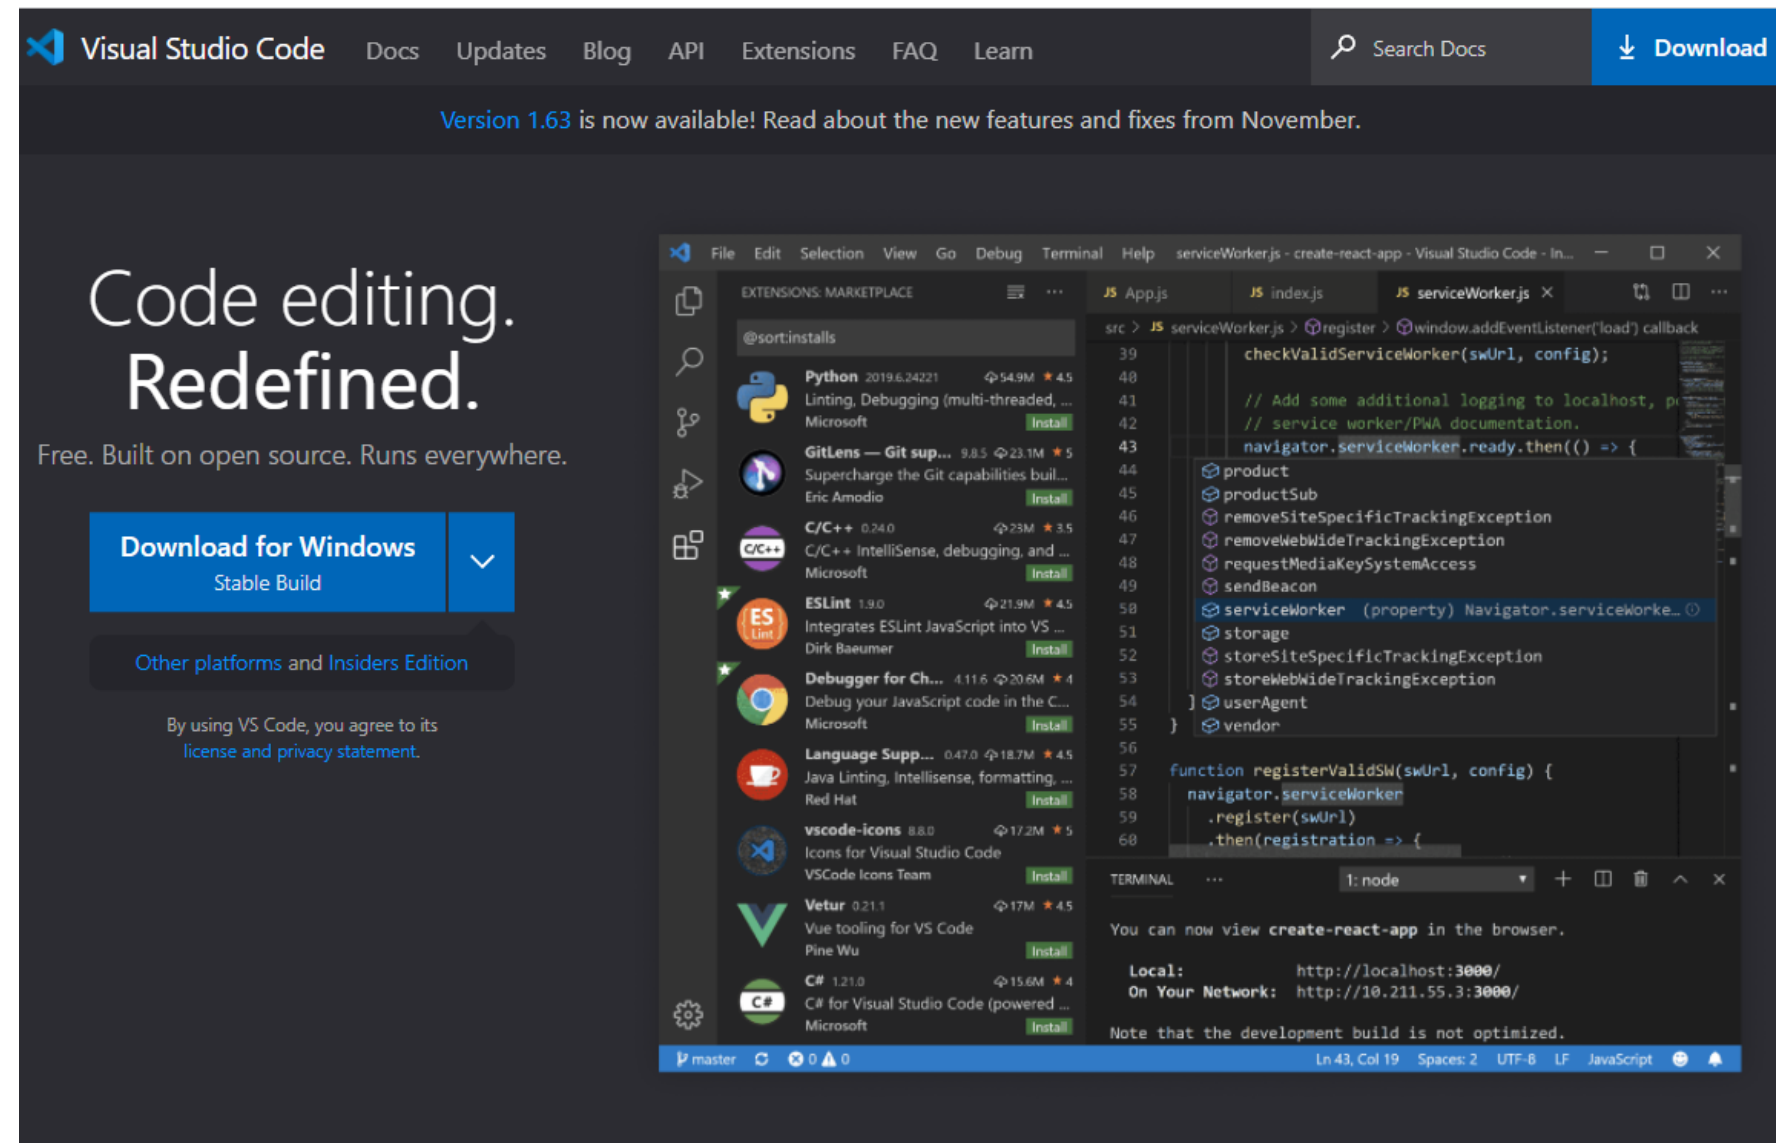 Visual Studio Code Docs Updates Blog API Extensions FAQ Learn Search Docs Download
Version 1.63 is now available! Read about the new features and fixes from November.
Code editing.
Redefined.
Free. Built on open source. Runs everywhere.
Download for Windows
Stable Build
Other platforms and Insiders Edition
By using VS Code, you agree to its
license and privacy statement.
File Edit Selection View Go Debug Terminal Help serviceWorker.js - create-react-app - Visual Studio Code - In...
EXTENSIONS: MARKETPLACE ...
@sort:installs
Python 2019.6.24221 54.9M ★ 4.5
Linting, Debugging (multi-threaded, ...
Microsoft Install
GitLens — Git sup... 9.8.5 23.1M ★ 5
Supercharge the Git capabilities buil...
Eric Amodio Install
C/C++
C/C++ 0.24.0 23M ★ 3.5
C/C++ IntelliSense, debugging, and ...
Microsoft Install
ES
Lint
ESLint 1.9.0 21.9M ★ 4.5
Integrates ESLint JavaScript into VS ...
Dirk Baeumer Install
Debugger for Ch... 4.11.6 20.6M ★ 4
Debug your JavaScript code in the C...
Microsoft Install
Language Supp... 0.47.0 18.7M ★ 4.5
Java Linting, Intellisense, formatting, ...
Red Hat Install
vscode-icons 8.8.0 17.2M ★ 5
Icons for Visual Studio Code
VSCode Icons Team Install
Vetur 0.21.1 17M ★ 4.5
Vue tooling for VS Code
Pine Wu Install
C#
C# 1.21.0 15.6M ★ 4
C# for Visual Studio Code (powered ...
Microsoft Install
JS App.js JS index.js JS serviceWorker.js ...
src > JS serviceWorker.js > register > window.addEventListener('load') callback
39 checkValidServiceWorker(swUrl, config);
40
41 // Add some additional logging to localhost, p
42 // service worker/PWA documentation.
43 navigator.serviceWorker.ready.then(() => {
44 product
45 productSub
46 removeSiteSpecificTrackingException
47 removeWebWideTrackingException
48 requestMediaKeySystemAccess
49 sendBeacon
50 serviceWorker (property) Navigator.serviceWorke...
51 storage
52 storeSiteSpecificTrackingException
53 storeWebWideTrackingException
54 ] userAgent
55 } vendor
56
57 function registerValidSW(swUrl, config) {
58 navigator.serviceWorker
59 .register(swUrl)
60 .then(registration => {
TERMINAL ... 1: node
You can now view create-react-app in the browser.
Local: http://localhost:3000/
On Your Network: http://10.211.55.3:3000/
Note that the development build is not optimized.
master 0 0 Ln 43, Col 19 Spaces: 2 UTF-8 LF JavaScript